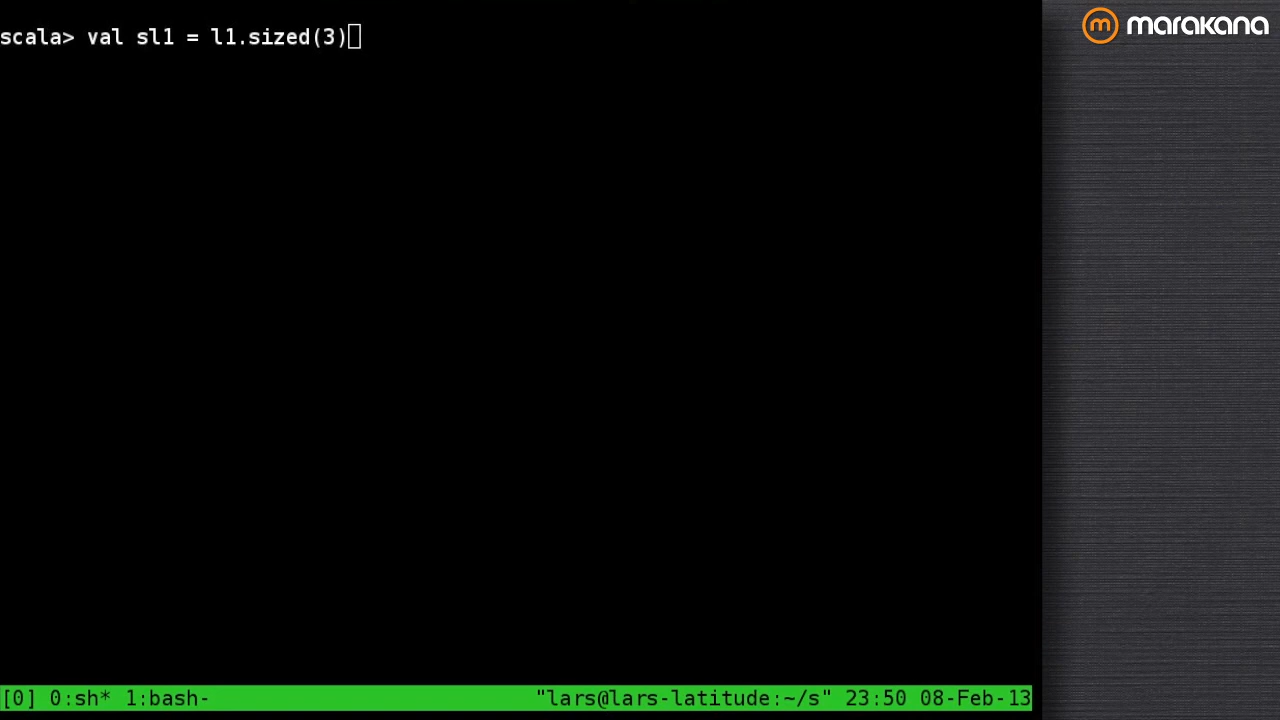 marakana
scala> val sl1 = l1.sized(3)
[0] 0:sh* 1:bash- "lars@lars-latitude:~/s" 23:50 08-Feb-13